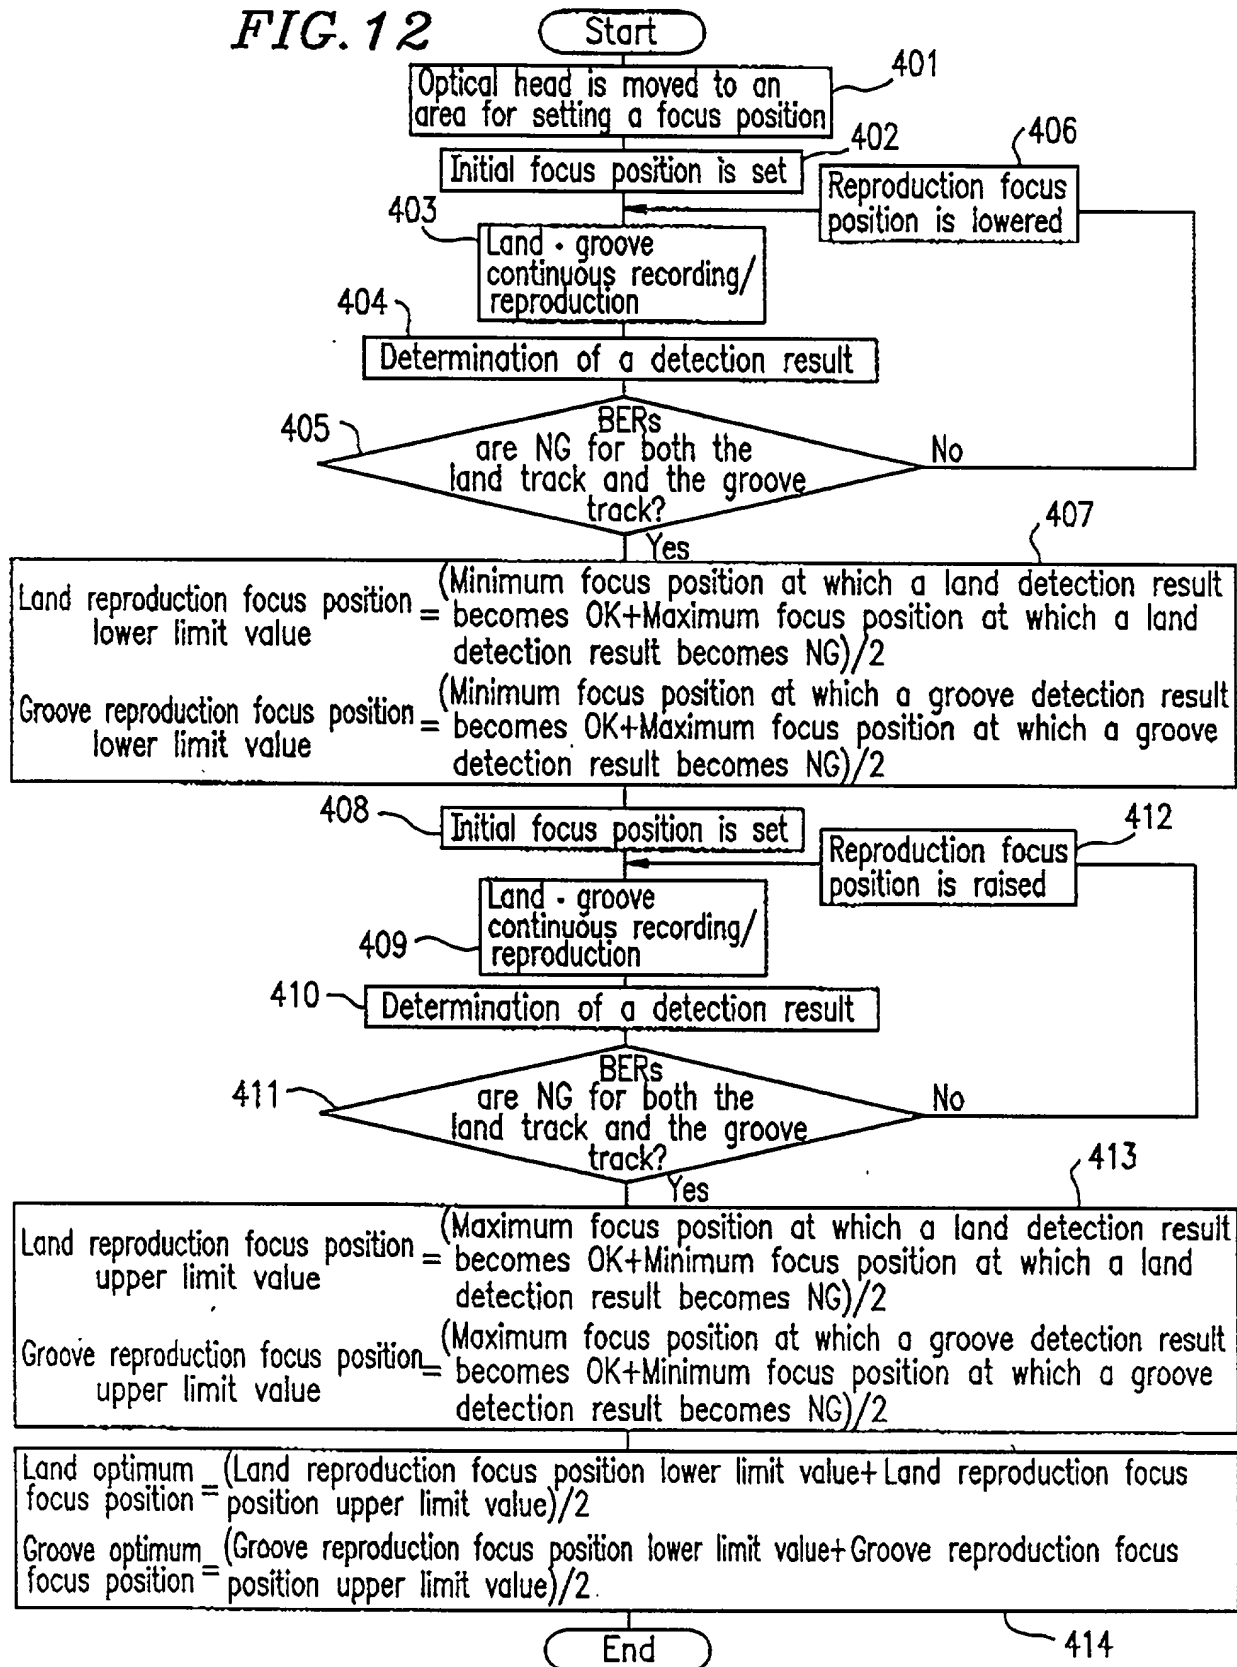 FIG. 12
Start
401
Optical head is moved to an
area for setting a focus position
402
Initial focus position is set
406
Reproduction focus
position is lowered
403
Land · groove
continuous recording/
reproduction
404
Determination of a detection result
405
BERs
are NG for both the
land track and the groove
track?
No
Yes
407
Land reproduction focus position
lower limit value
=
(Minimum focus position at which a land detection result
becomes OK+Maximum focus position at which a land
detection result becomes NG)/2
Groove reproduction focus position
lower limit value
=
(Minimum focus position at which a groove detection result
becomes OK+Maximum focus position at which a groove
detection result becomes NG)/2
408
Initial focus position is set
412
Reproduction focus
position is raised
409
Land · groove
continuous recording/
reproduction
410
Determination of a detection result
411
BERs
are NG for both the
land track and the groove
track?
No
Yes
413
Land reproduction focus position
upper limit value
=
(Maximum focus position at which a land detection result
becomes OK+Minimum focus position at which a land
detection result becomes NG)/2
Groove reproduction focus position
upper limit value
=
(Maximum focus position at which a groove detection result
becomes OK+Minimum focus position at which a groove
detection result becomes NG)/2
Land optimum
focus position
=
(Land reproduction focus position lower limit value+Land reproduction focus
position upper limit value)/2
Groove optimum
focus position
=
(Groove reproduction focus position lower limit value+Groove reproduction focus
position upper limit value)/2
414
End